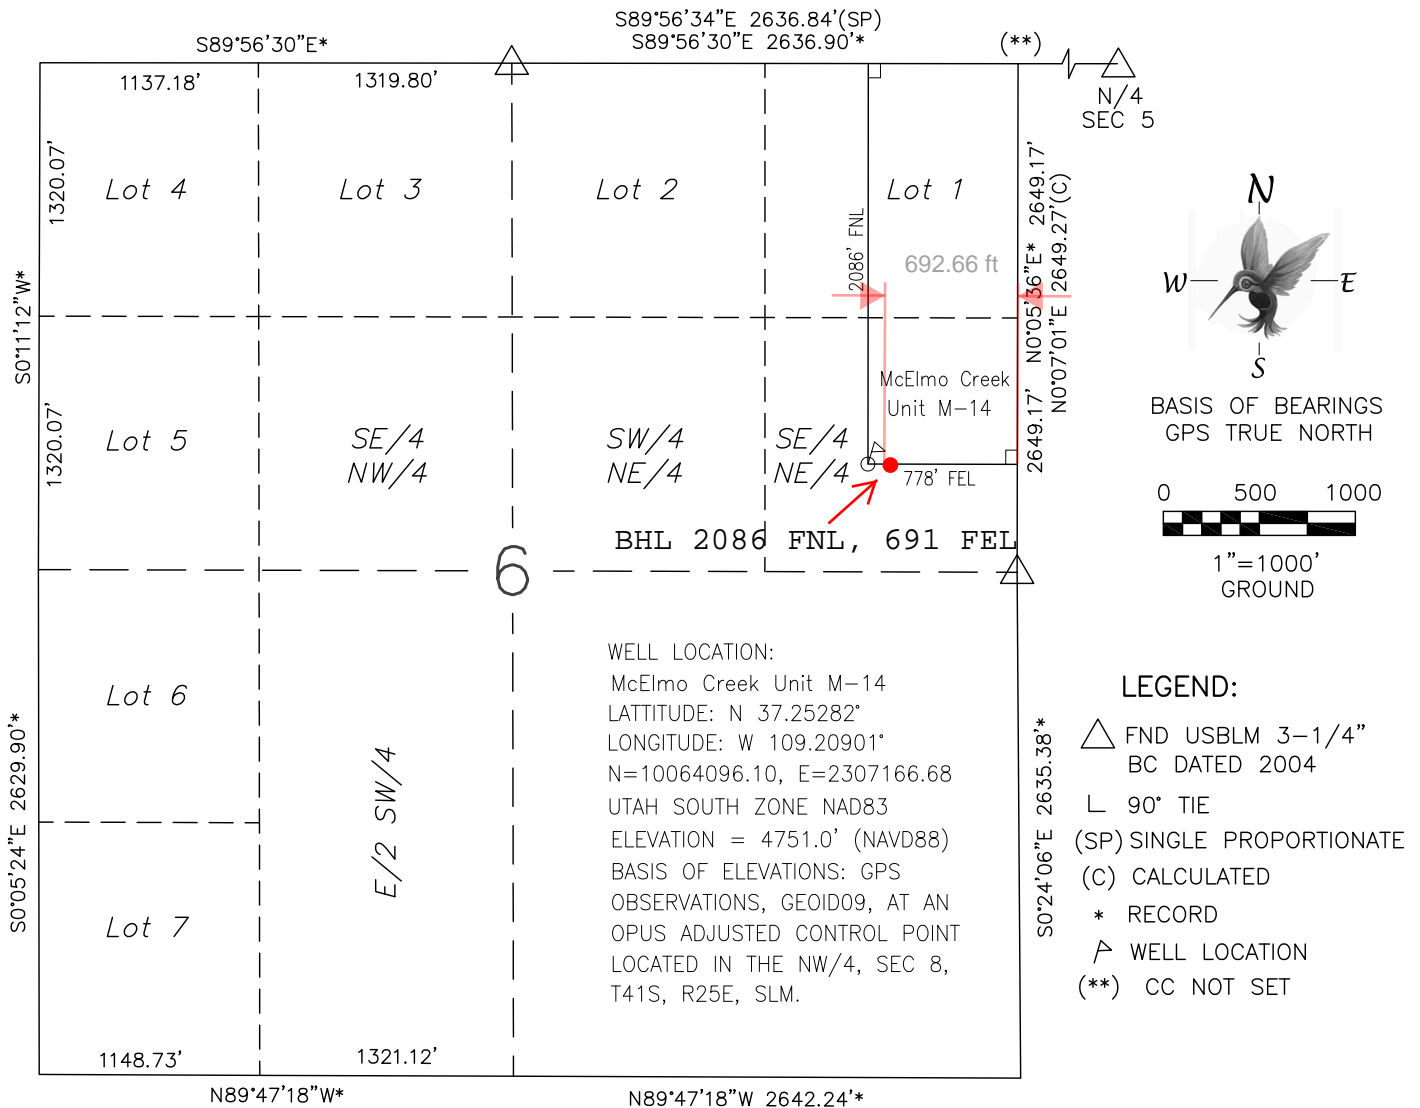 S89°56'34"E 2636.84'(SP)
S89°56'30"E*
S89°56'30"E 2636.90'*
(**)
1137.18'
1319.80'
N/4
SEC 5
1320.07'
Lot 4
Lot 3
Lot 2
Lot 1
2086' FNL
692.66 ft
2649.17'
N0°05'36"E*
N0°07'01"E 2649.27'(C)
2649.17'
N
W
E
S
S0°11'12"W*
McElmo Creek
Unit M-14
BASIS OF BEARINGS
GPS TRUE NORTH
1320.07'
Lot 5
SE/4
NW/4
SW/4
NE/4
SE/4
NE/4
778' FEL
0 500 1000
1"=1000'
GROUND
BHL 2086 FNL, 691 FEL
6
WELL LOCATION:
McElmo Creek Unit M-14
LATTITUDE: N 37.25282°
LONGITUDE: W 109.20901°
N=10064096.10, E=2307166.68
UTAH SOUTH ZONE NAD83
ELEVATION = 4751.0' (NAVD88)
BASIS OF ELEVATIONS: GPS
OBSERVATIONS, GEOID09, AT AN
OPUS ADJUSTED CONTROL POINT
LOCATED IN THE NW/4, SEC 8,
T41S, R25E, SLM.
Lot 6
Lot 7
E/2 SW/4
S0°05'24"E 2629.90'*
S0°24'06"E 2635.38'*
LEGEND:
FND USBLM 3-1/4"
BC DATED 2004
90° TIE
(SP) SINGLE PROPORTIONATE
(C) CALCULATED
* RECORD
WELL LOCATION
(**) CC NOT SET
1148.73'
1321.12'
N89°47'18"W*
N89°47'18"W 2642.24'*